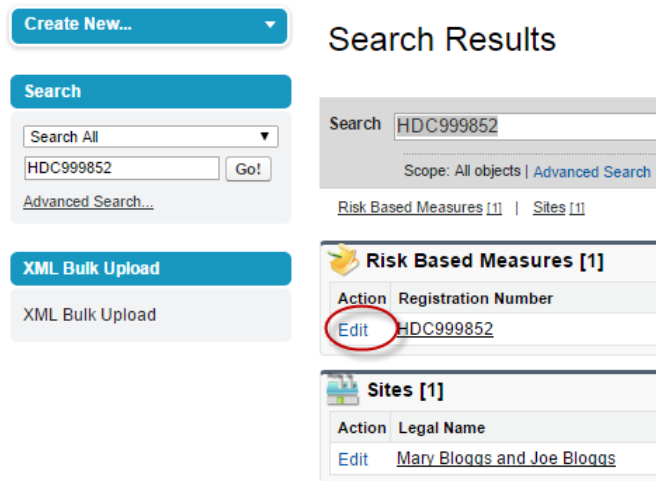 Create New...
Search
Search All
HDC999852 Go!
Advanced Search...
XML Bulk Upload
XML Bulk Upload
Search Results
Search HDC999852
Scope: All objects | Advanced Search
Risk Based Measures [1] | Sites [1]
Risk Based Measures [1]
Action Registration Number
Edit HDC999852
Sites [1]
Action Legal Name
Edit Mary Bloggs and Joe Bloggs